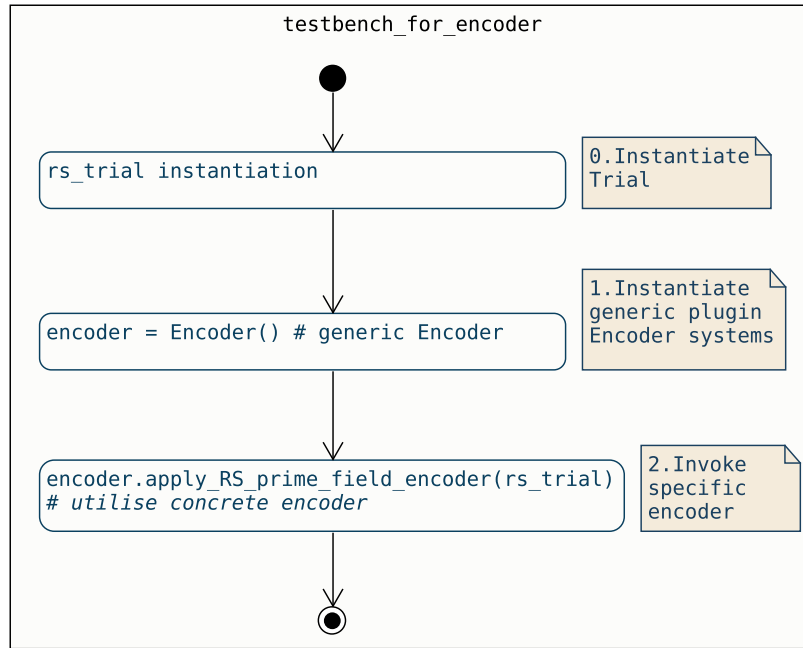 testbench_for_encoder
rs_trial instantiation
0.Instantiate
Trial
encoder = Encoder() # generic Encoder
1.Instantiate
generic plugin
Encoder systems
encoder.apply_RS_prime_field_encoder(rs_trial)
# utilise concrete encoder
2.Invoke
specific
encoder